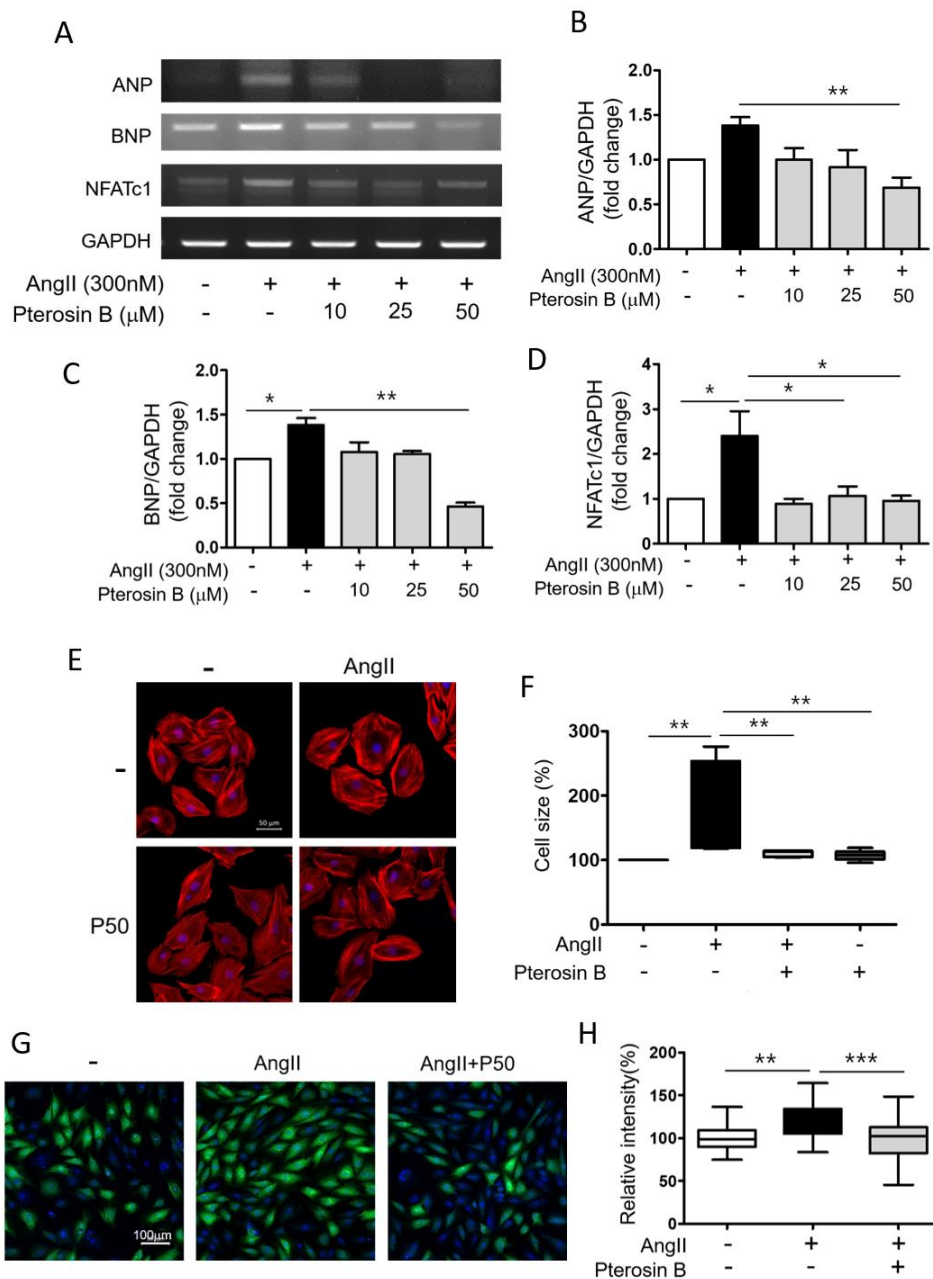 A
ANP
BNP
NFATc1
GAPDH
AngII (300nM) - + + + +
Pterosin B (μM) - - 10 25 50
B
ANP/GAPDH
(fold change)
2.0
1.5
1.0
0.5
0.0
**
AngII (300nM) - + + + +
Pterosin B (μM) - - 10 25 50
C
BNP/GAPDH
(fold change)
2.0
1.5
1.0
0.5
0.0
* **
AngII (300nM) - + + + +
Pterosin B (μM) - - 10 25 50
D
NFATc1/GAPDH
(fold change)
4
3
2
1
0
*
* *
AngII (300nM) - + + + +
Pterosin B (μM) - - 10 25 50
E
- AngII
-
50 μm
P50
F
Cell size (%)
300
200
100
0
**
** **
AngII - + + -
Pterosin B - - + +
G
- AngII AngII+P50
100μm
H
Relative intensity(%)
200
150
100
50
0
** ***
AngII - + +
Pterosin B - - +